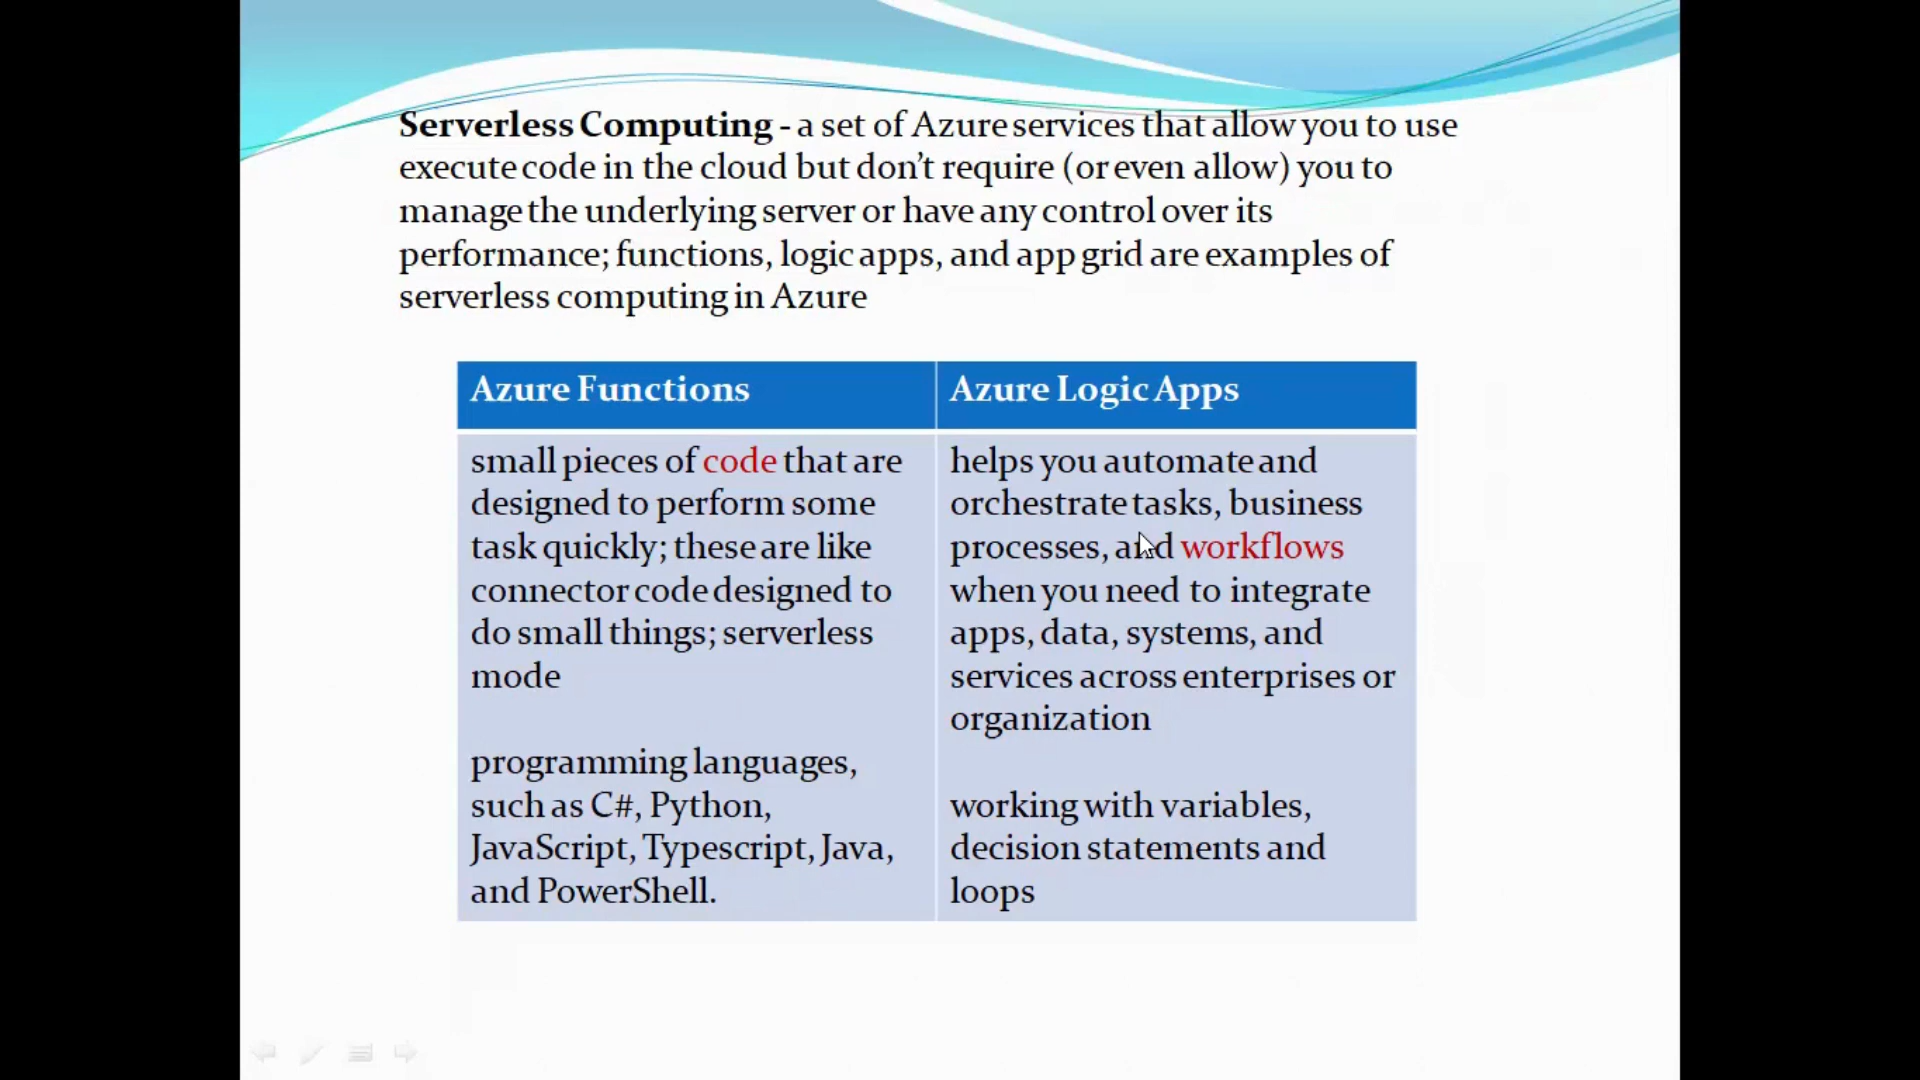 Serverless Computing - a set of Azure services that allow you to use
execute code in the cloud but don't require (or even allow) you to
manage the underlying server or have any control over its
performance; functions, logic apps, and app grid are examples of
serverless computing in Azure
Azure Functions
small pieces of code that are
designed to perform some
task quickly; these are like
connector code designed to
do small things; serverless
mode
programming languages,
such as C#, Python,
JavaScript, Typescript, Java,
and PowerShell.
Azure Logic Apps
helps you automate and
orchestrate tasks, business
processes, and workflows
when you need to integrate
apps, data, systems, and
services across enterprises or
organization
working with variables,
decision statements and
loops